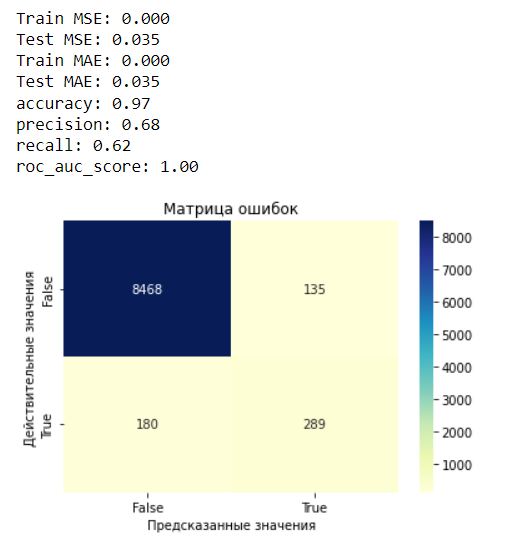 Train MSE: 0.000
Test MSE: 0.035
Train MAE: 0.000
Test MAE: 0.035
accuracy: 0.97
precision: 0.68
recall: 0.62
roc_auc_score: 1.00
Матрица ошибок
Действительные значения
False
True
8468
135
180
289
False
True
Предсказанные значения
8000
7000
6000
5000
4000
3000
2000
1000